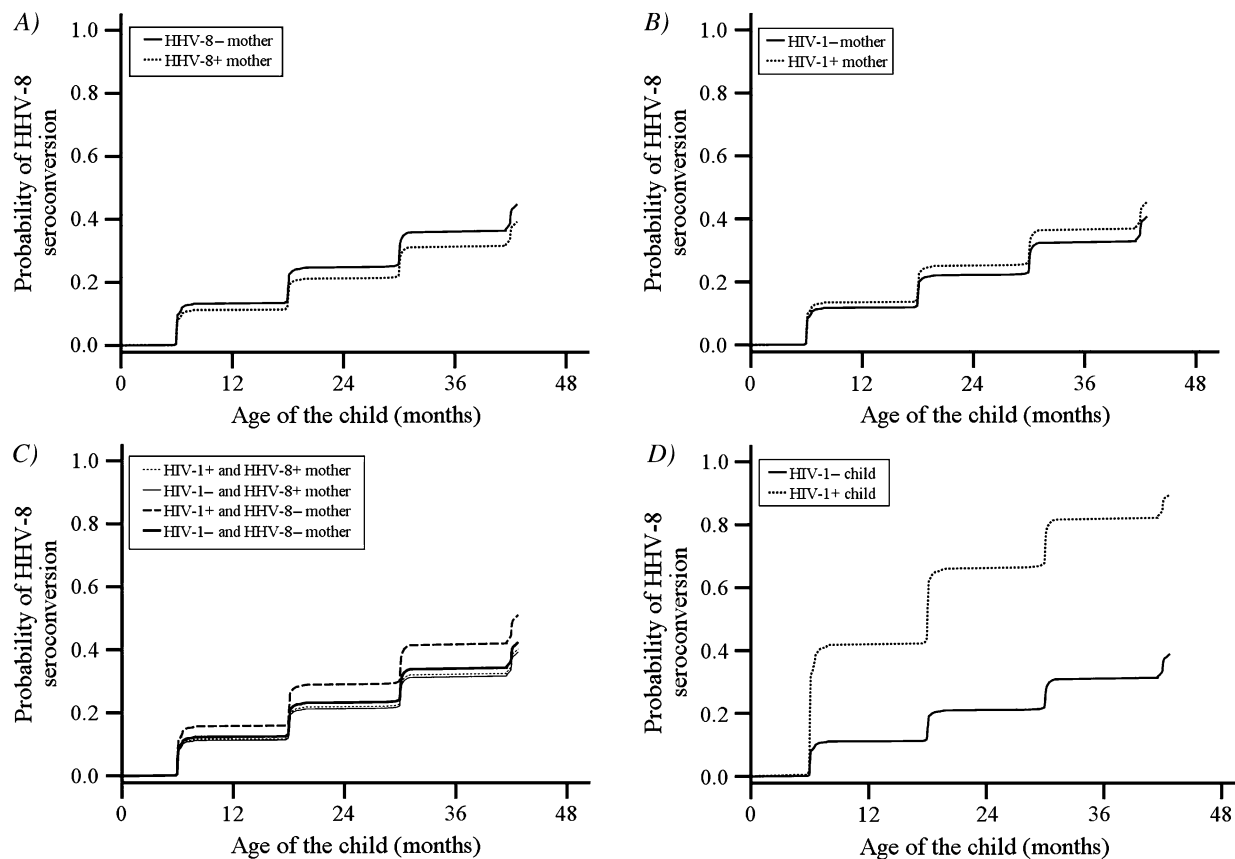 A)
HHV-8− mother
HHV-8+ mother
Probability of HHV-8
seroconversion
1.0
0.8
0.6
0.4
0.2
0.0
0 12 24 36 48
Age of the child (months)
B)
HIV-1− mother
HIV-1+ mother
Probability of HHV-8
seroconversion
1.0
0.8
0.6
0.4
0.2
0.0
0 12 24 36 48
Age of the child (months)
C)
HIV-1+ and HHV-8+ mother
HIV-1− and HHV-8+ mother
HIV-1+ and HHV-8− mother
HIV-1− and HHV-8− mother
Probability of HHV-8
seroconversion
1.0
0.8
0.6
0.4
0.2
0.0
0 12 24 36 48
Age of the child (months)
D)
HIV-1− child
HIV-1+ child
Probability of HHV-8
seroconversion
1.0
0.8
0.6
0.4
0.2
0.0
0 12 24 36 48
Age of the child (months)